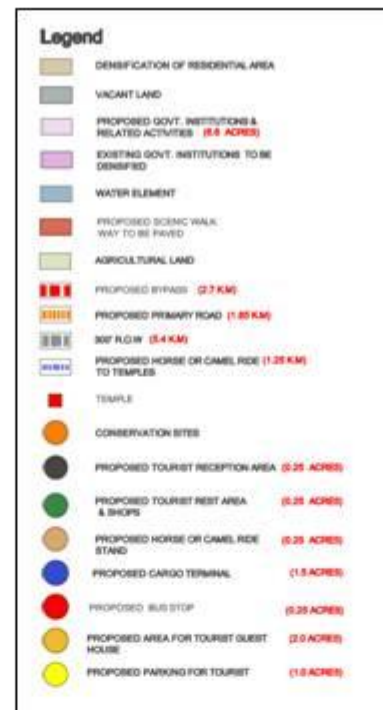 Legend
DENSIFICATION OF RESIDENTIAL AREA
VACANT LAND
PROPOSED GOVT. INSTITUTIONS &
RELATED ACTIVITIES (6.6 ACRES)
EXISTING GOVT. INSTITUTIONS TO BE
DENSIFIED
WATER ELEMENT
PROPOSED SCENIC WALK
WAY TO BE PAVED
AGRICULTURAL LAND
PROPOSED BYPASS (2.7 KM)
PROPOSED PRIMARY ROAD (1.85 KM)
R.O.W (5.4 KM)
PROPOSED HORSE OR CAMEL RIDE (1.25 KM)
TO TEMPLES
TEMPLE
CONSERVATION SITES
PROPOSED TOURIST RECEPTION AREA (0.25 ACRES)
PROPOSED TOURIST REST AREA (0.25 ACRES)
& SHOPS
PROPOSED HORSE OR CAMEL RIDE (0.25 ACRES)
STAND
PROPOSED CARGO TERMINAL (1.5 ACRES)
PROPOSED BUS STOP (0.25 ACRES)
PROPOSED AREA FOR TOURIST GUEST (2.0 ACRES)
HOUSE
PROPOSED PARKING FOR TOURIST (1.0 ACRES)